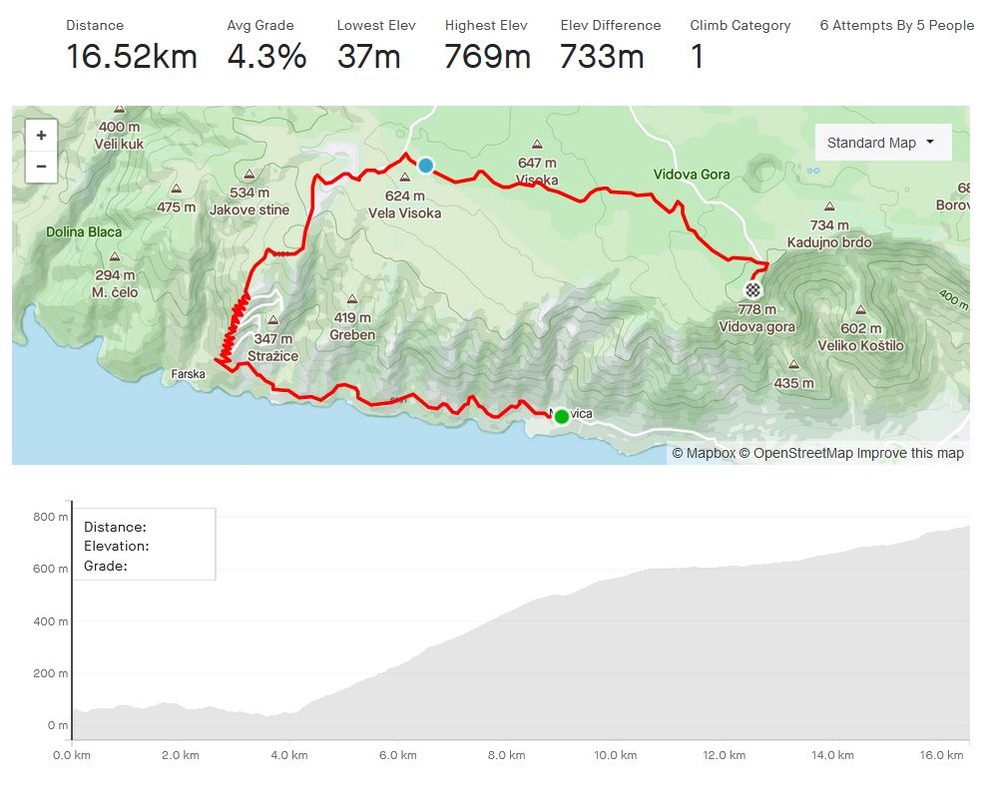 Distance
16.52km
Avg Grade
4.3%
Lowest Elev
37m
Highest Elev
769m
Elev Difference
733m
Climb Category
1
6 Attempts By 5 People
+
−
Standard Map
400 m
Veli kuk
475 m
534 m
Jakove stine
624 m
Vela Visoka
647 m
Visoka
Vidova Gora
734 m
Kadujno brdo
Dolina Blaca
294 m
M. čelo
419 m
Greben
347 m
Stražice
Farska
778 m
Vidova gora
602 m
Veliko Koštilo
435 m
400 m
© Mapbox © OpenStreetMap Improve this map
800 m
600 m
400 m
200 m
0 m
Distance:
Elevation:
Grade:
0.0 km
2.0 km
4.0 km
6.0 km
8.0 km
10.0 km
12.0 km
14.0 km
16.0 km